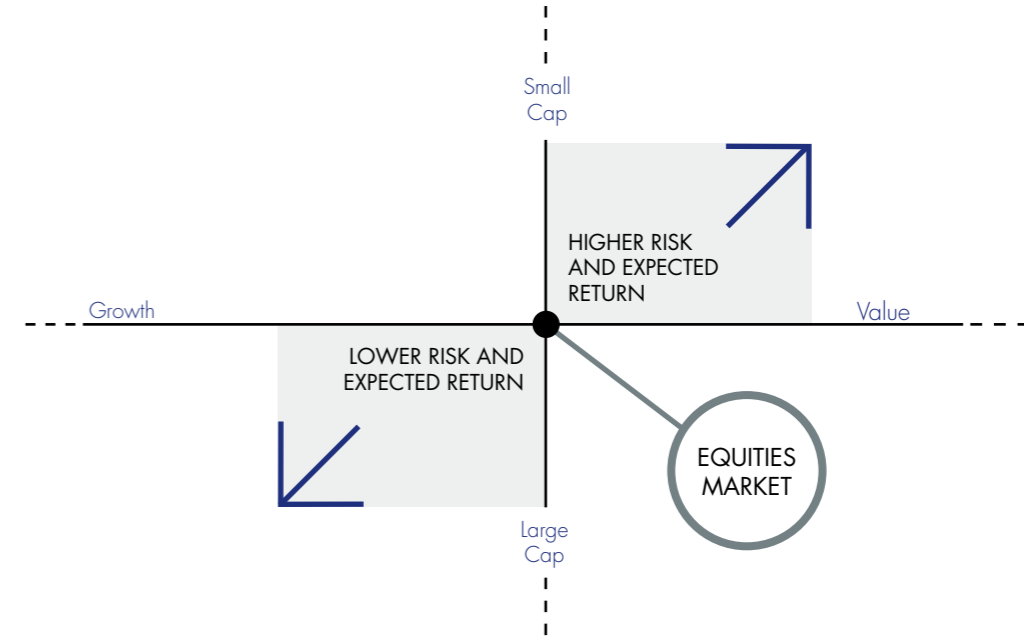 Small
Cap
HIGHER RISK
AND EXPECTED
RETURN
Growth
Value
LOWER RISK AND
EXPECTED RETURN
EQUITIES
MARKET
Large
Cap